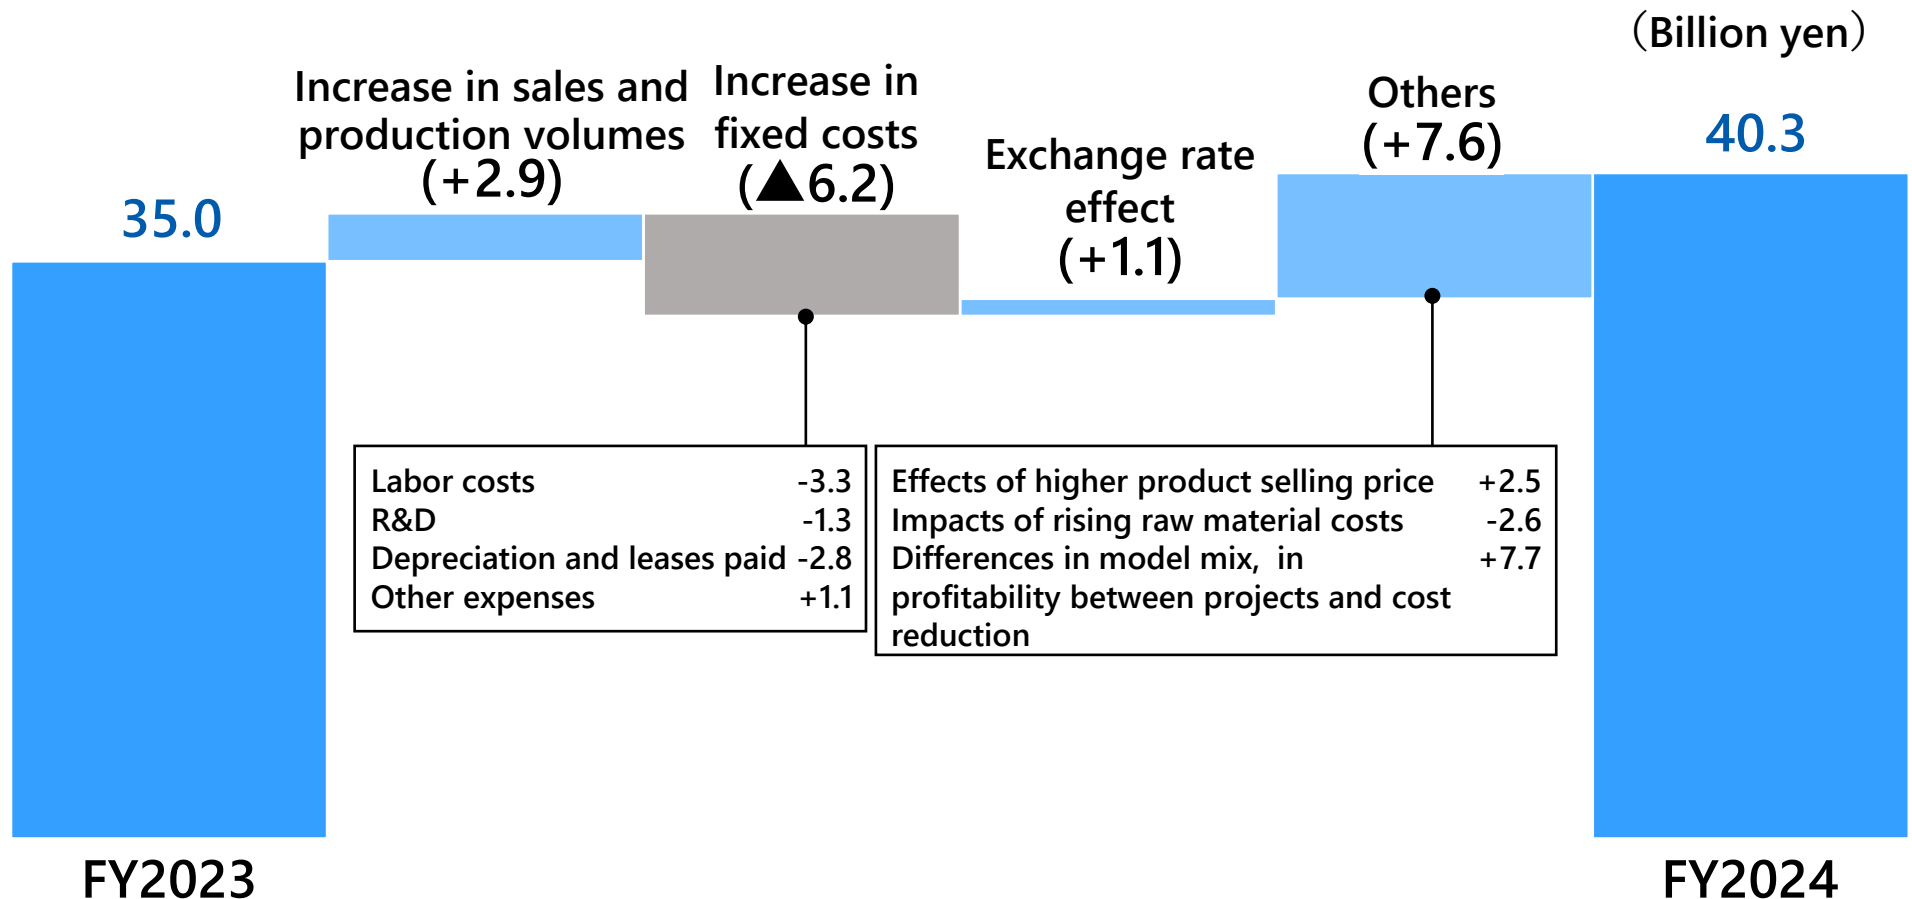 （Billion yen）
35.0
Increase in sales and
production volumes
(+2.9)
Increase in
fixed costs
(▲6.2)
Exchange rate
effect
(+1.1)
Others
(+7.6)
40.3
Labor costs -3.3
R&D -1.3
Depreciation and leases paid -2.8
Other expenses +1.1
Effects of higher product selling price +2.5
Impacts of rising raw material costs -2.6
Differences in model mix, in +7.7
profitability between projects and cost
reduction
FY2023
FY2024